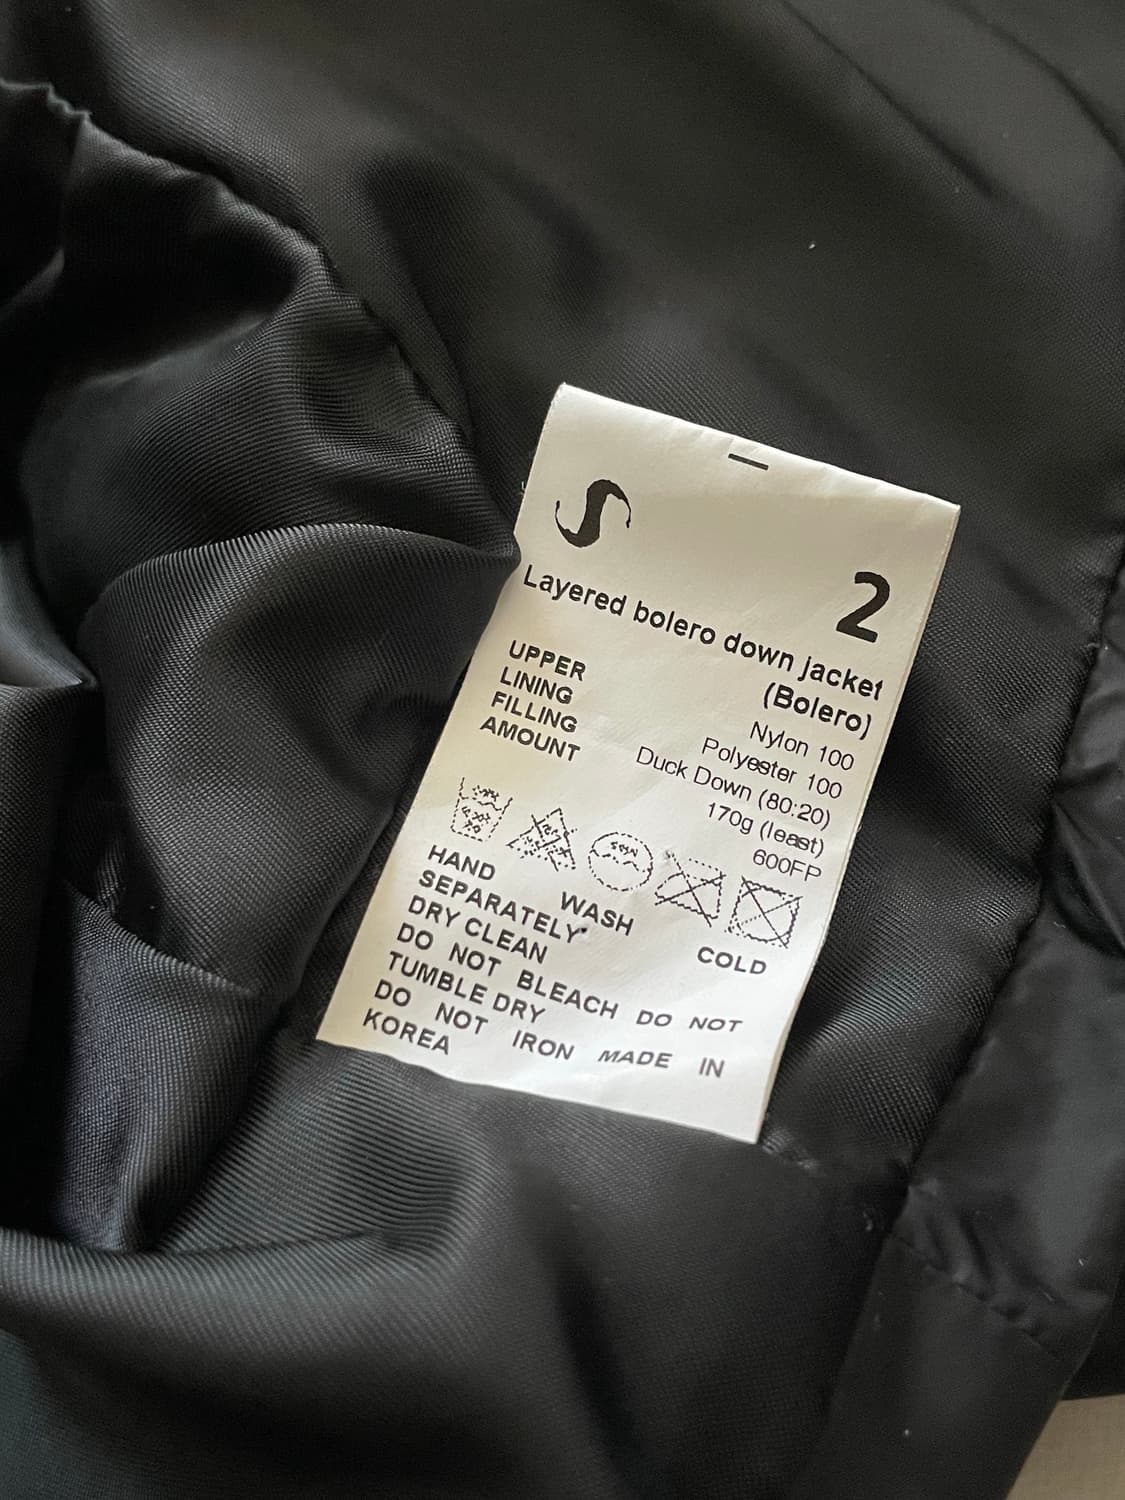 2
Layered bolero down jacket
(Bolero)
UPPER Nylon 100
LINING Polyester 100
FILLING Duck Down (80:20)
AMOUNT 170g (least)
600FP
HAND WASH COLD
SEPARATELY
DRY CLEAN
DO NOT BLEACH DO NOT
TUMBLE DRY
DO NOT IRON MADE IN
KOREA